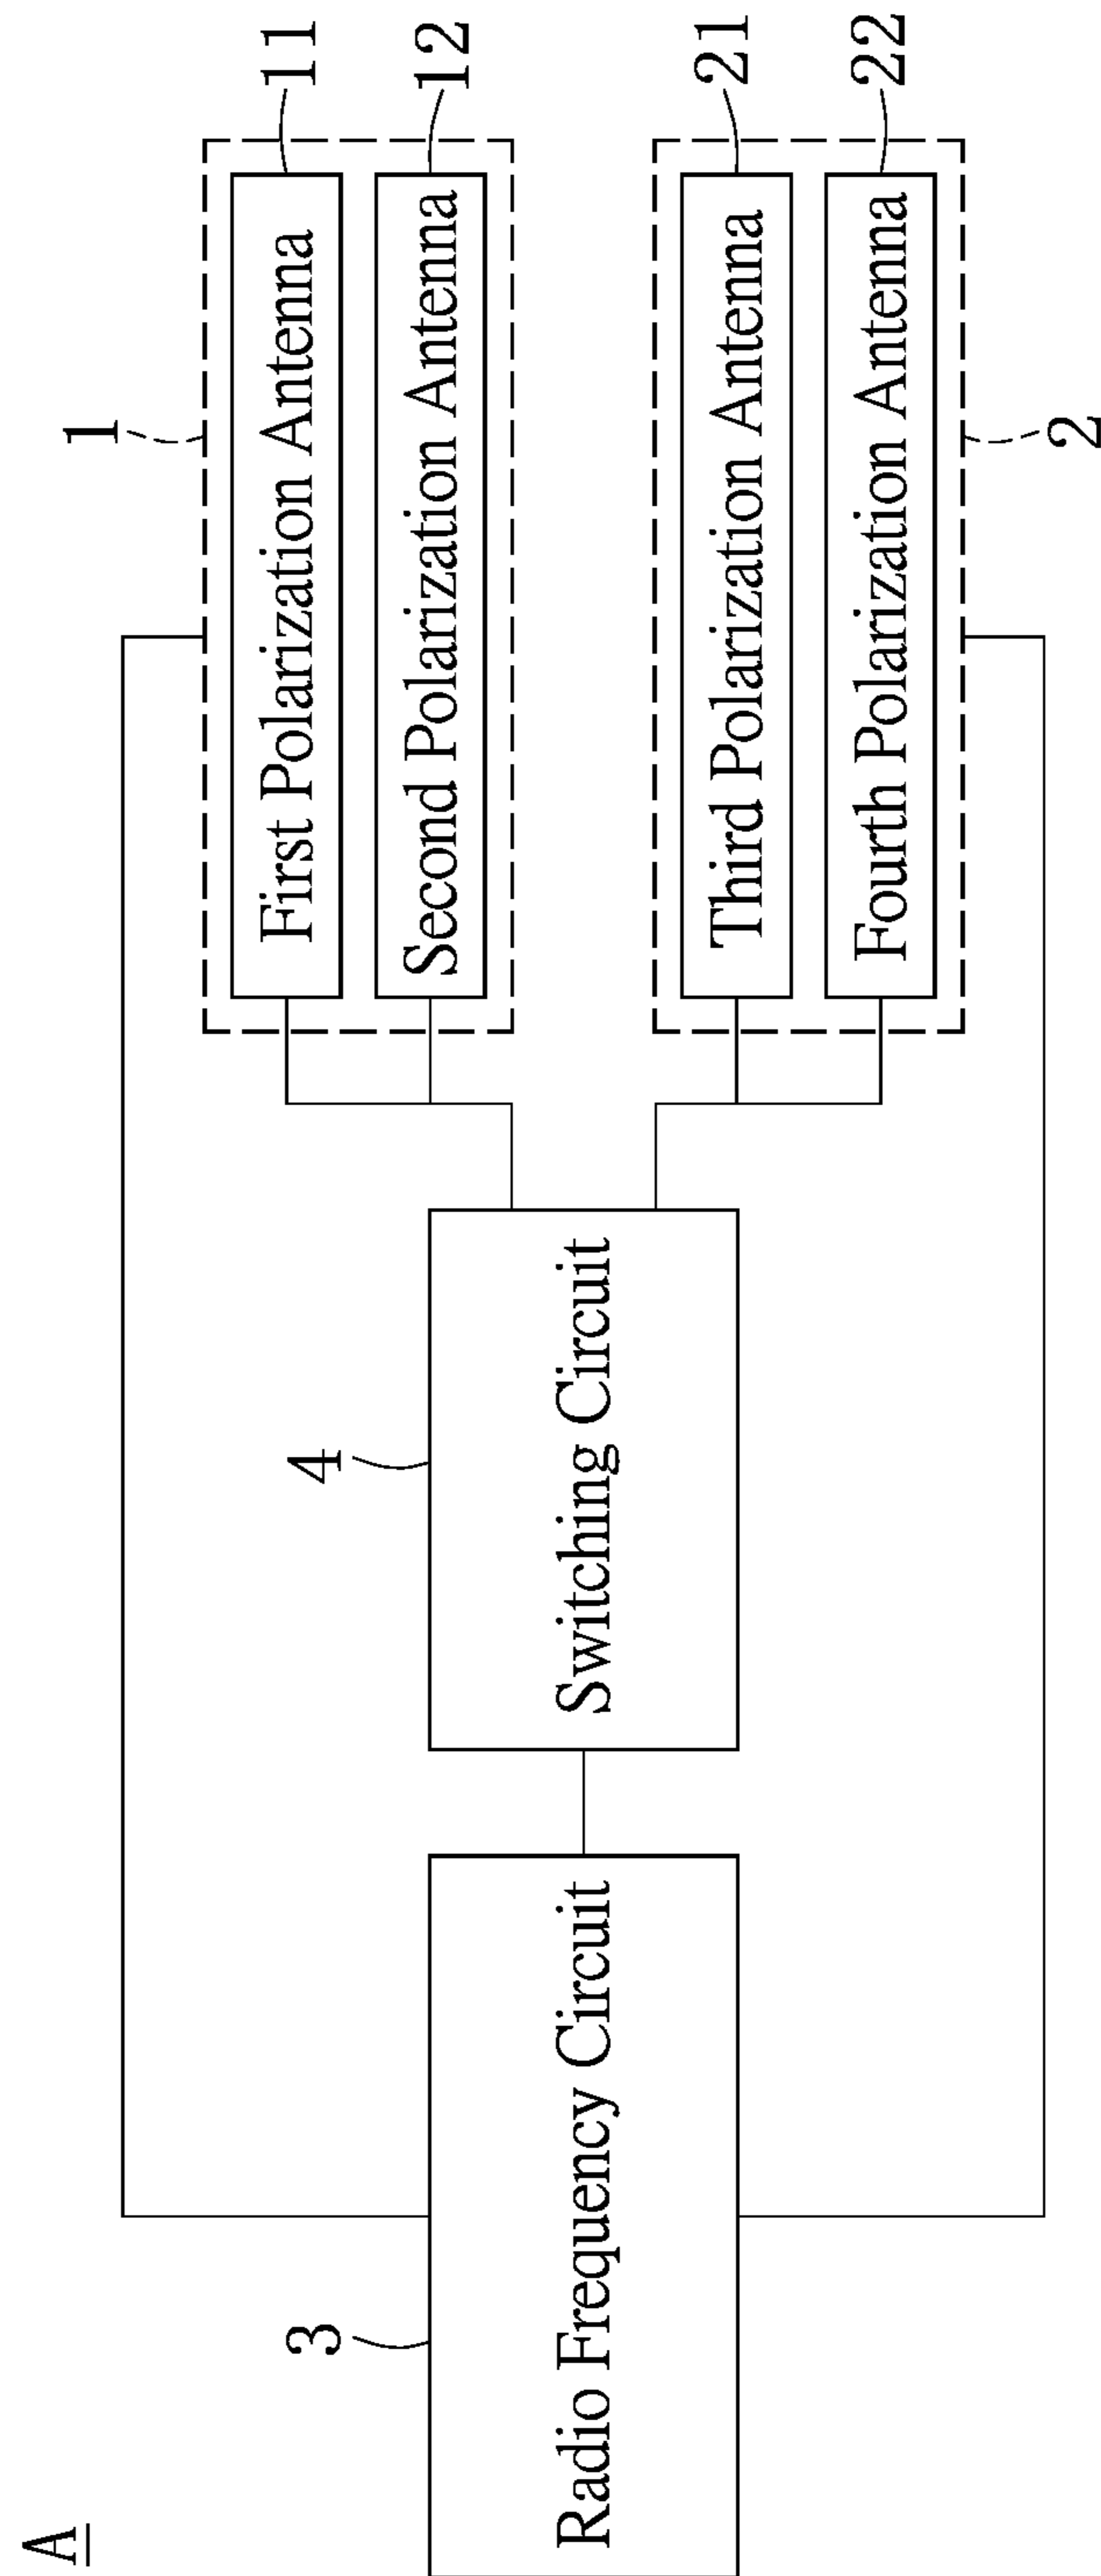 A
1
First Polarization Antenna
11
Second Polarization Antenna
12
3
Radio Frequency Circuit
4
Switching Circuit
Third Polarization Antenna
21
Fourth Polarization Antenna
22
2